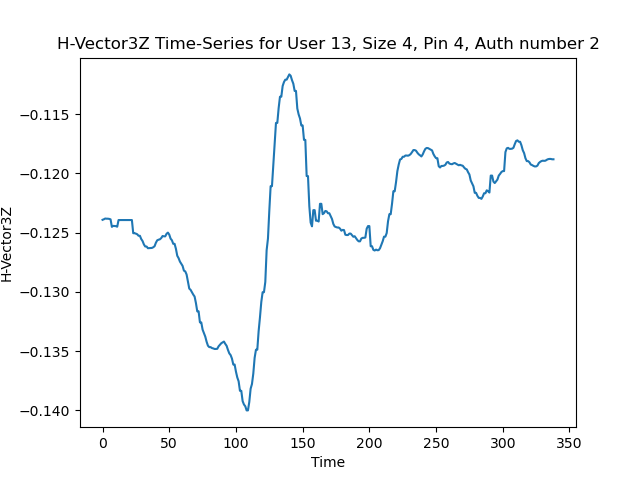 H-Vector3Z Time-Series for User 13, Size 4, Pin 4, Auth number 2
H-Vector3Z
−0.115
−0.120
−0.125
−0.130
−0.135
−0.140
0 50 100 150 200 250 300 350
Time